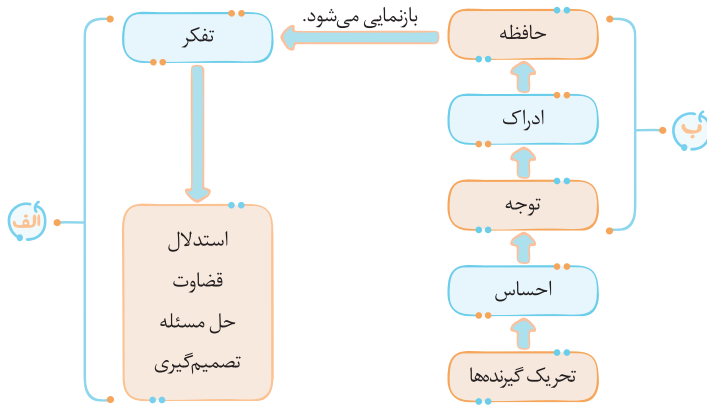 بازنمایی می‌شود.
حافظه
تفکر
ادراک
ب
توجه
الف
استدلال
قضاوت
احساس
حل مسئله
تصمیم‌گیری
تحریک گیرنده‌ها